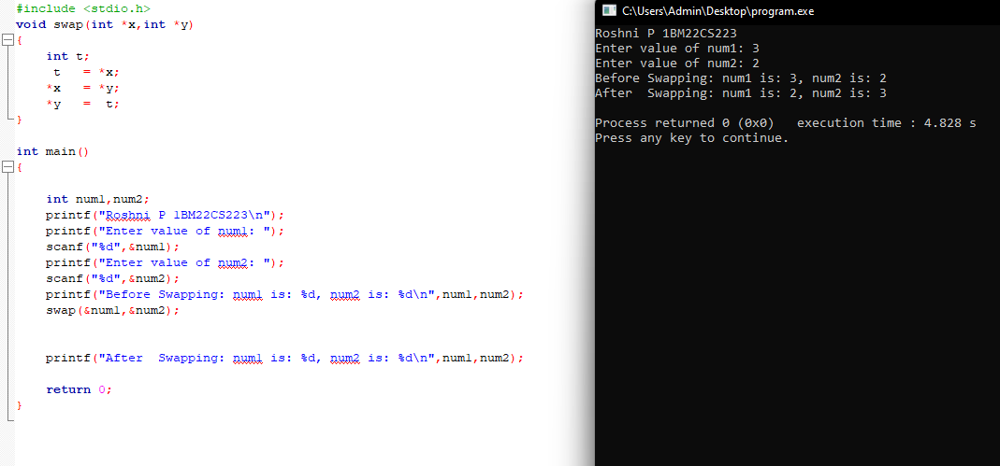 #include <stdio.h>
void swap(int *x,int *y)
{
    int t;
     t   = *x;
    *x   = *y;
    *y   =  t;
}
int main()
{
    int num1,num2;
    printf("Roshni P 1BM22CS223\n");
    printf("Enter value of num1: ");
    scanf("%d",&num1);
    printf("Enter value of num2: ");
    scanf("%d",&num2);
    printf("Before Swapping: num1 is: %d, num2 is: %d\n",num1,num2);
    swap(&num1,&num2);
    printf("After  Swapping: num1 is: %d, num2 is: %d\n",num1,num2);
    return 0;
}
C:\Users\Admin\Desktop\program.exe
Roshni P 1BM22CS223
Enter value of num1: 3
Enter value of num2: 2
Before Swapping: num1 is: 3, num2 is: 2
After  Swapping: num1 is: 2, num2 is: 3
Process returned 0 (0x0)   execution time : 4.828 s
Press any key to continue.